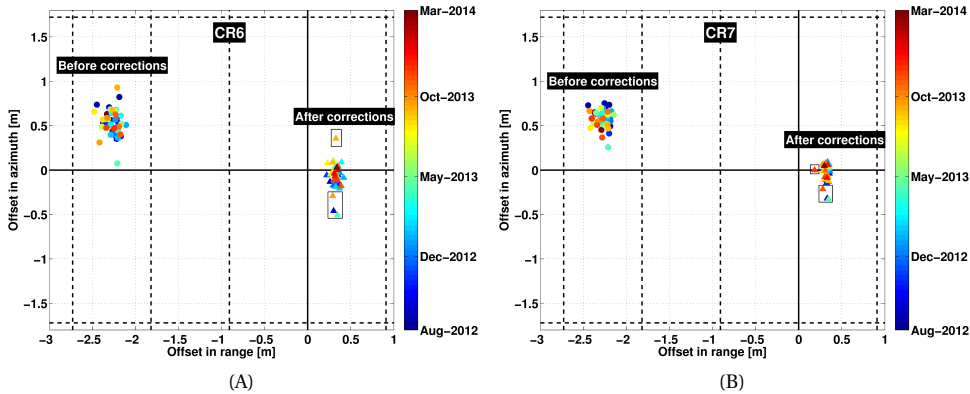 CR6
Before corrections
After corrections
1.5
1
0.5
0
−0.5
−1
−1.5
−3
−2.5
−2
−1.5
−1
−0.5
0
0.5
1
Offset in range [m]
Offset in azimuth [m]
Mar−2014
Oct−2013
May−2013
Dec−2012
Aug−2012
(A)
CR7
Before corrections
After corrections
1.5
1
0.5
0
−0.5
−1
−1.5
−3
−2.5
−2
−1.5
−1
−0.5
0
0.5
1
Offset in range [m]
Offset in azimuth [m]
Mar−2014
Oct−2013
May−2013
Dec−2012
Aug−2012
(B)